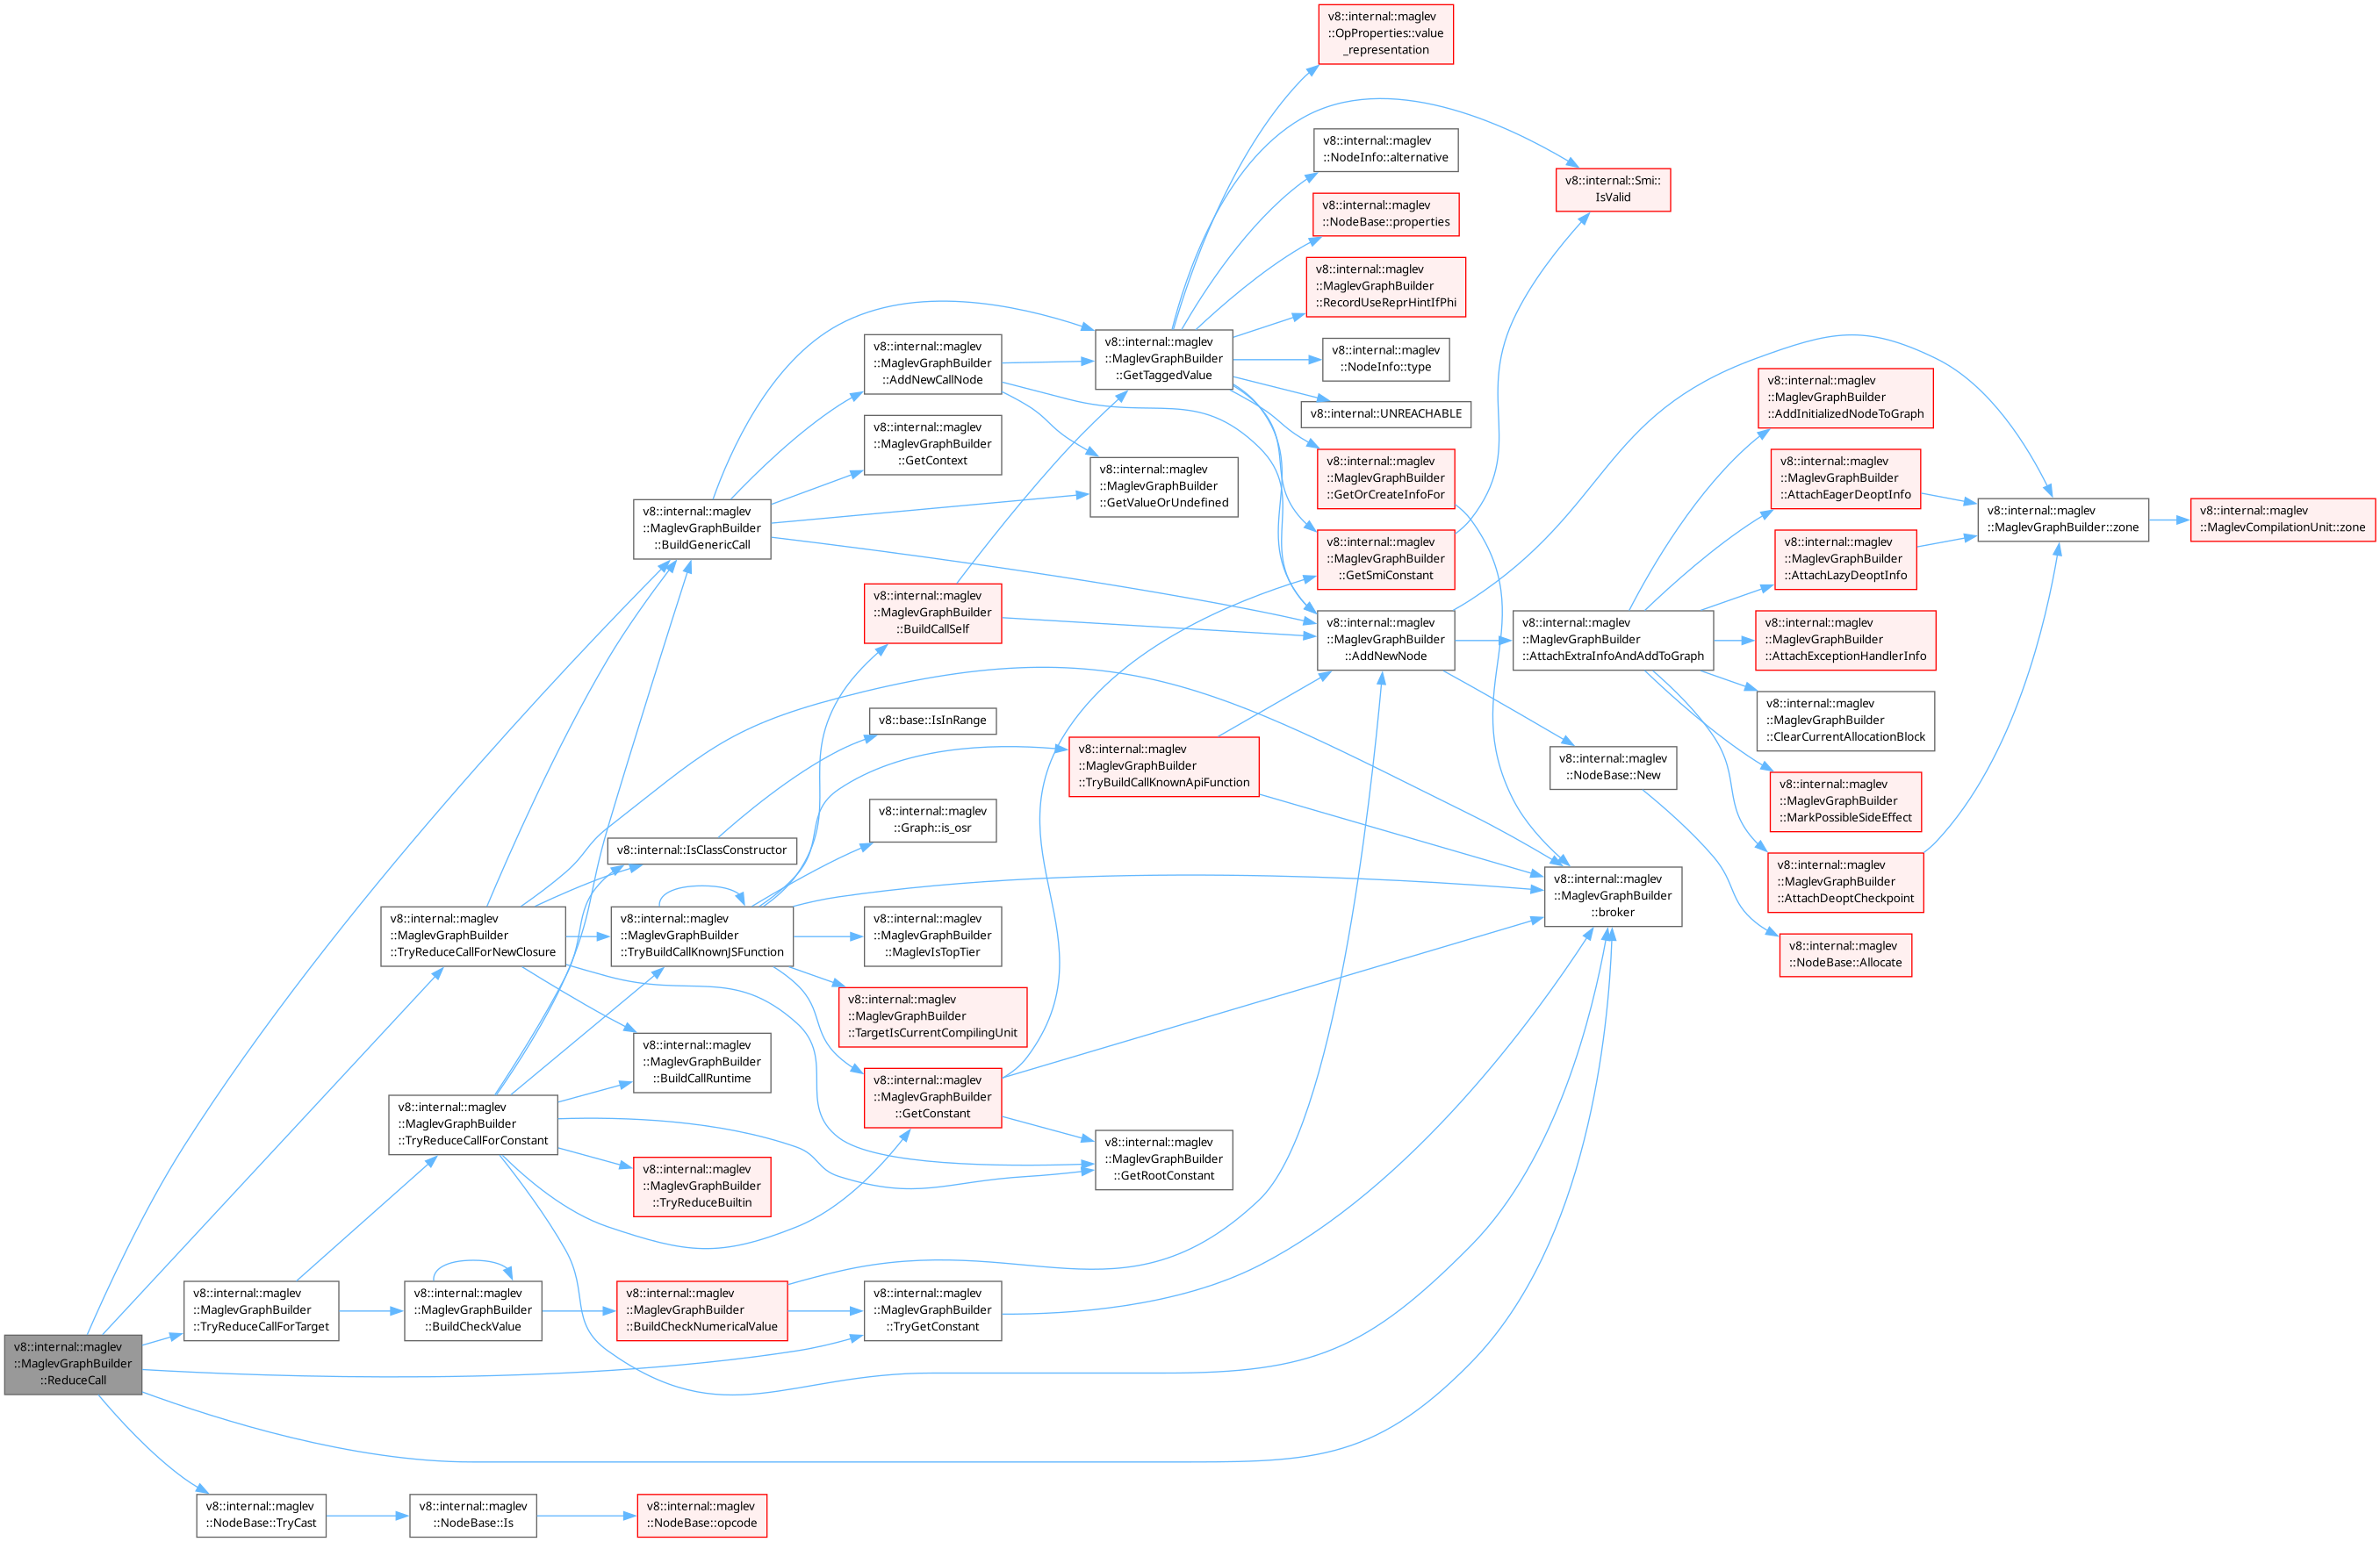 v8::internal::maglev
::MaglevGraphBuilder
::ReduceCall
v8::internal::maglev
::MaglevGraphBuilder
::TryReduceCallForTarget
v8::internal::maglev
::NodeBase::TryCast
v8::internal::maglev
::MaglevGraphBuilder
::TryReduceCallForNewClosure
v8::internal::maglev
::MaglevGraphBuilder
::TryReduceCallForConstant
v8::internal::maglev
::MaglevGraphBuilder
::BuildCheckValue
v8::internal::maglev
::NodeBase::Is
v8::internal::maglev
::MaglevGraphBuilder
::BuildGenericCall
v8::internal::IsClassConstructor
v8::internal::maglev
::MaglevGraphBuilder
::TryBuildCallKnownJSFunction
v8::internal::maglev
::MaglevGraphBuilder
::BuildCallRuntime
v8::internal::maglev
::MaglevGraphBuilder
::TryReduceBuiltin
v8::internal::maglev
::MaglevGraphBuilder
::BuildCheckNumericalValue
v8::internal::maglev
::NodeBase::opcode
v8::internal::maglev
::MaglevGraphBuilder
::AddNewCallNode
v8::internal::maglev
::MaglevGraphBuilder
::GetContext
v8::internal::maglev
::MaglevGraphBuilder
::BuildCallSelf
v8::base::IsInRange
v8::internal::maglev
::Graph::is_osr
v8::internal::maglev
::MaglevGraphBuilder
::MaglevIsTopTier
v8::internal::maglev
::MaglevGraphBuilder
::TargetIsCurrentCompilingUnit
v8::internal::maglev
::MaglevGraphBuilder
::GetConstant
v8::internal::maglev
::MaglevGraphBuilder
::TryGetConstant
v8::internal::maglev
::MaglevGraphBuilder
::GetTaggedValue
v8::internal::maglev
::MaglevGraphBuilder
::GetValueOrUndefined
v8::internal::maglev
::MaglevGraphBuilder
::TryBuildCallKnownApiFunction
v8::internal::maglev
::MaglevGraphBuilder
::GetRootConstant
v8::internal::maglev
::OpProperties::value
_representation
v8::internal::maglev
::NodeInfo::alternative
v8::internal::maglev
::NodeBase::properties
v8::internal::maglev
::MaglevGraphBuilder
::RecordUseReprHintIfPhi
v8::internal::maglev
::NodeInfo::type
v8::internal::UNREACHABLE
v8::internal::maglev
::MaglevGraphBuilder
::GetOrCreateInfoFor
v8::internal::maglev
::MaglevGraphBuilder
::GetSmiConstant
v8::internal::maglev
::MaglevGraphBuilder
::AddNewNode
v8::internal::Smi::
IsValid
v8::internal::maglev
::MaglevGraphBuilder
::AttachExtraInfoAndAddToGraph
v8::internal::maglev
::NodeBase::New
v8::internal::maglev
::MaglevGraphBuilder
::broker
v8::internal::maglev
::MaglevGraphBuilder
::AddInitializedNodeToGraph
v8::internal::maglev
::MaglevGraphBuilder
::AttachEagerDeoptInfo
v8::internal::maglev
::MaglevGraphBuilder
::AttachLazyDeoptInfo
v8::internal::maglev
::MaglevGraphBuilder
::AttachExceptionHandlerInfo
v8::internal::maglev
::MaglevGraphBuilder
::ClearCurrentAllocationBlock
v8::internal::maglev
::MaglevGraphBuilder
::MarkPossibleSideEffect
v8::internal::maglev
::MaglevGraphBuilder
::AttachDeoptCheckpoint
v8::internal::maglev
::NodeBase::Allocate
v8::internal::maglev
::MaglevGraphBuilder::zone
v8::internal::maglev
::MaglevCompilationUnit::zone